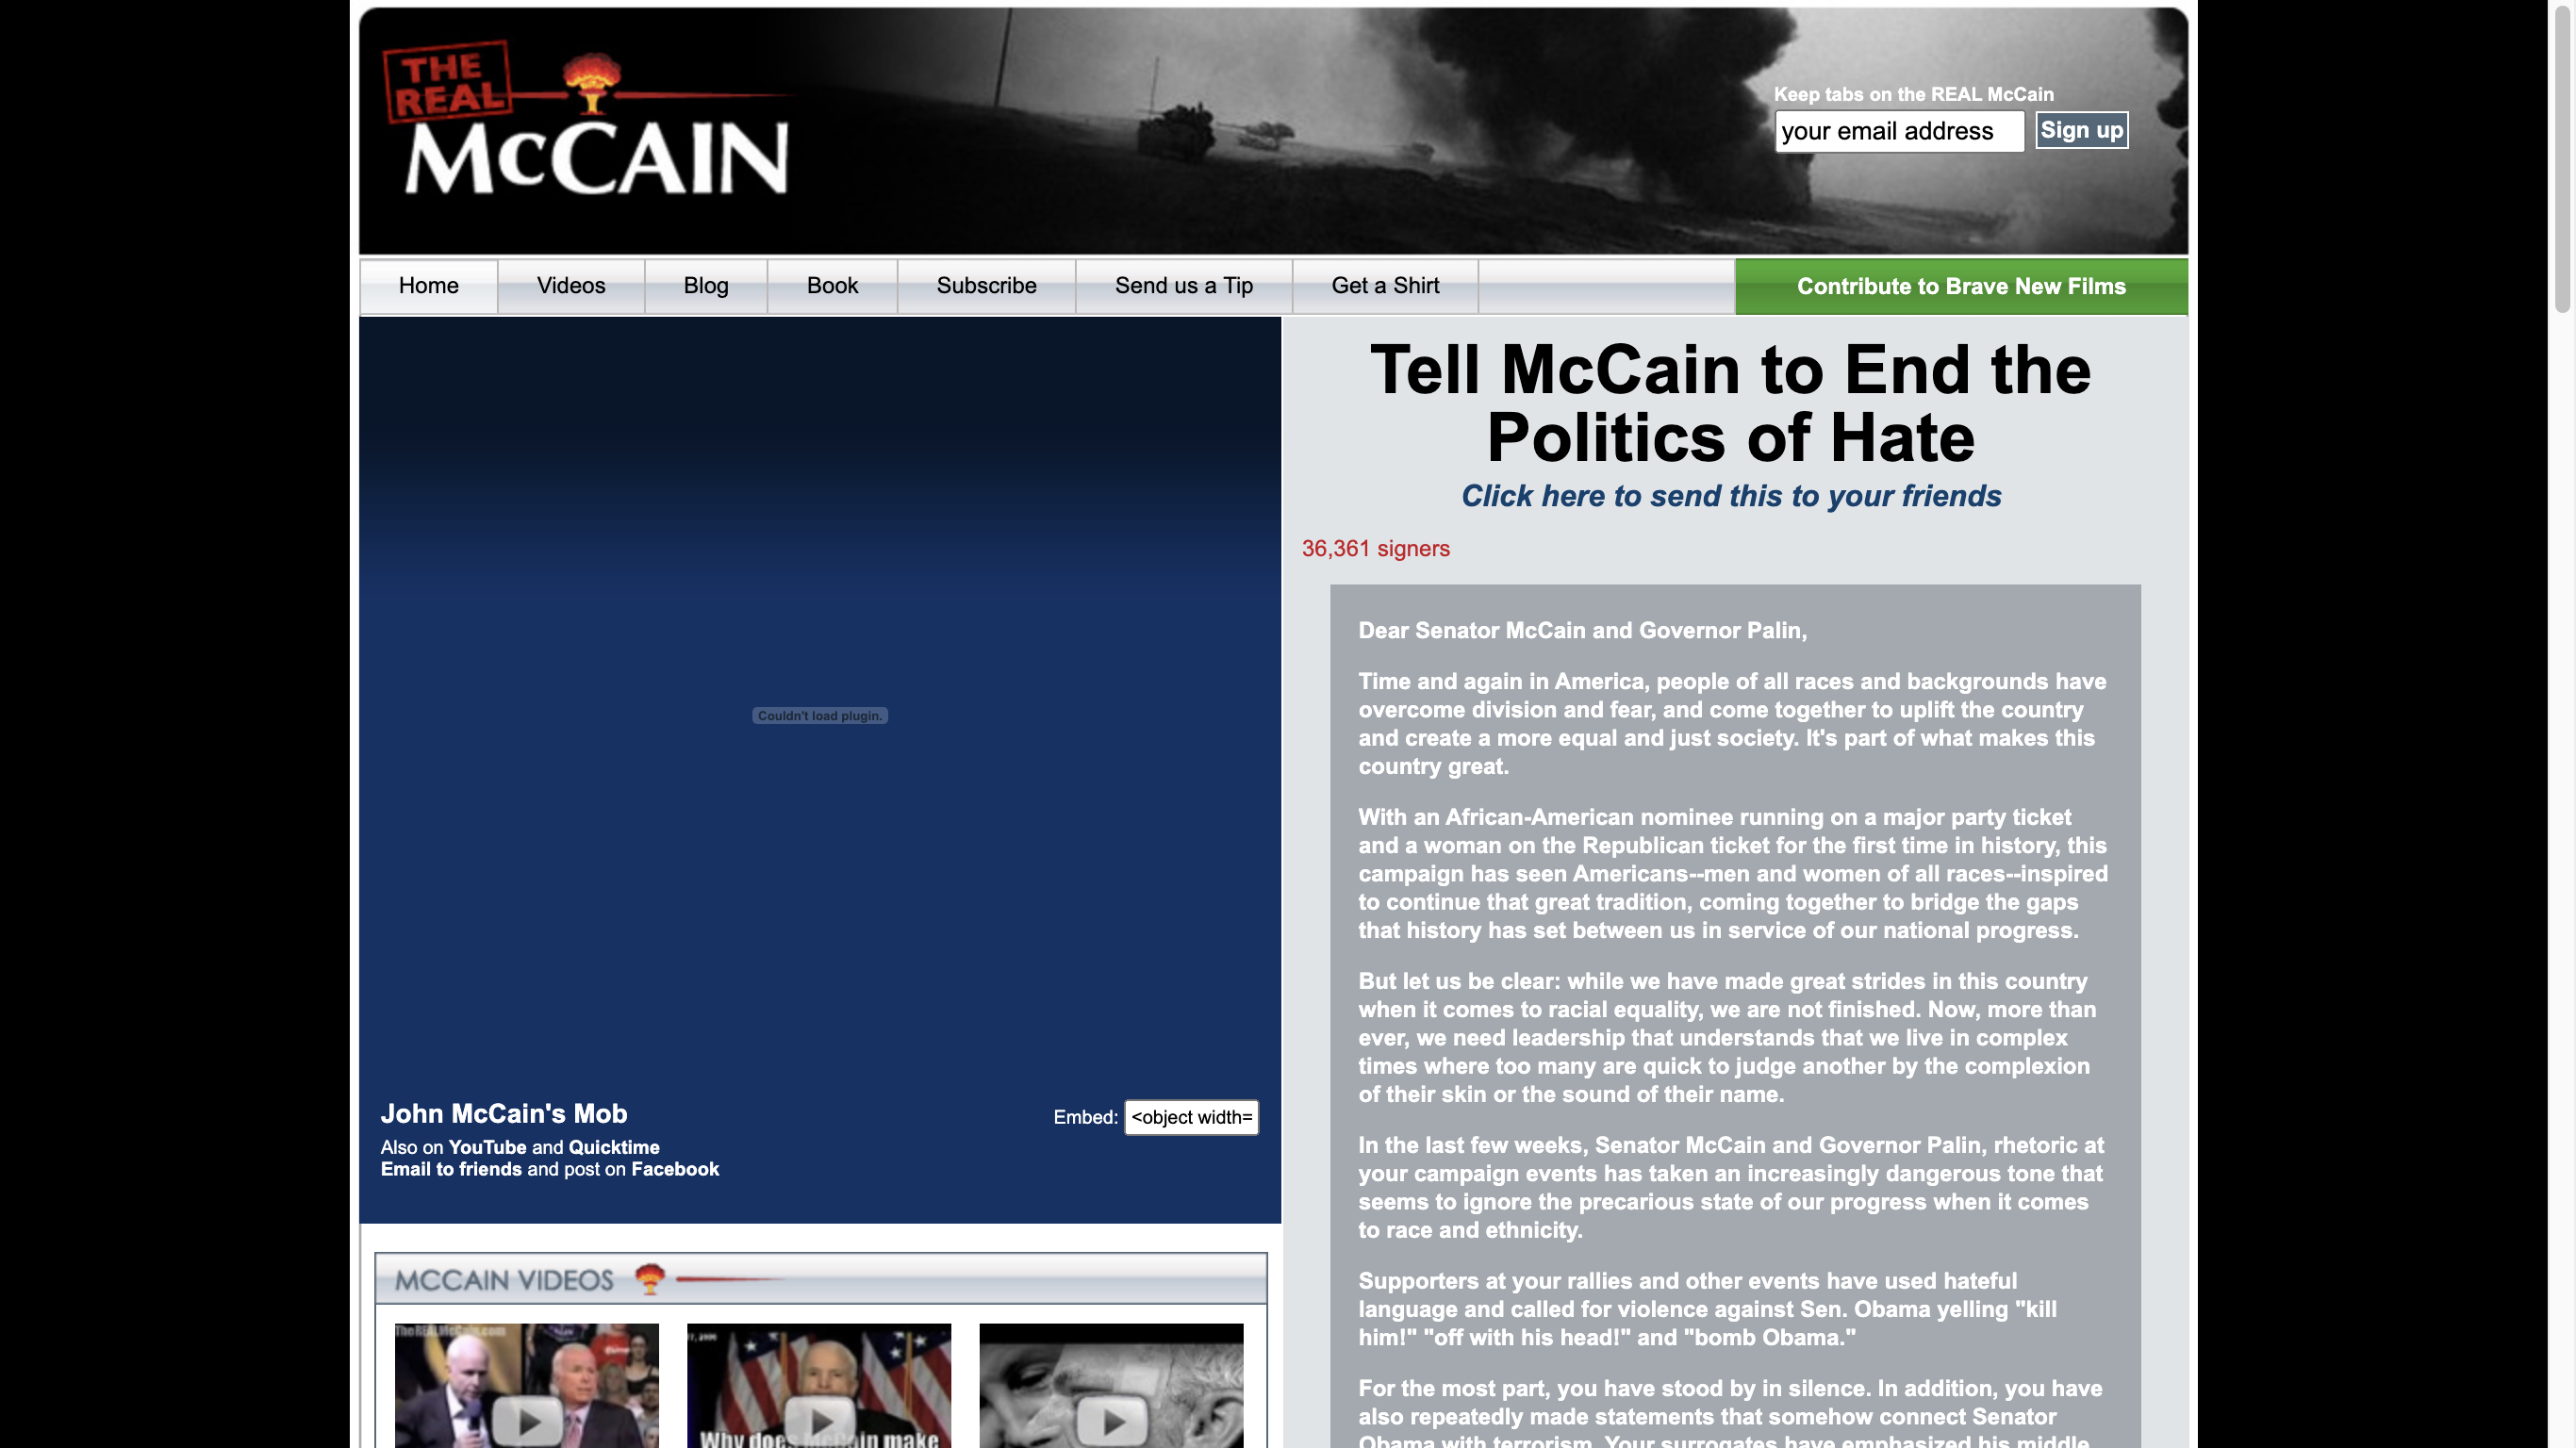 THE
REAL
McCAIN
Keep tabs on the REAL McCain
your email address
Sign up
Home
Videos
Blog
Book
Subscribe
Send us a Tip
Get a Shirt
Contribute to Brave New Films
Couldn't load plugin.
John McCain's Mob
Also on YouTube and Quicktime
Email to friends and post on Facebook
Embed:
<object width=
MCCAIN VIDEOS
TheREALMcCain.com
Why does McCain make
Tell McCain to End the
Politics of Hate
Click here to send this to your friends
36,361 signers
Dear Senator McCain and Governor Palin,
Time and again in America, people of all races and backgrounds have
overcome division and fear, and come together to uplift the country
and create a more equal and just society. It's part of what makes this
country great.
With an African-American nominee running on a major party ticket
and a woman on the Republican ticket for the first time in history, this
campaign has seen Americans--men and women of all races--inspired
to continue that great tradition, coming together to bridge the gaps
that history has set between us in service of our national progress.
But let us be clear: while we have made great strides in this country
when it comes to racial equality, we are not finished. Now, more than
ever, we need leadership that understands that we live in complex
times where too many are quick to judge another by the complexion
of their skin or the sound of their name.
In the last few weeks, Senator McCain and Governor Palin, rhetoric at
your campaign events has taken an increasingly dangerous tone that
seems to ignore the precarious state of our progress when it comes
to race and ethnicity.
Supporters at your rallies and other events have used hateful
language and called for violence against Sen. Obama yelling "kill
him!" "off with his head!" and "bomb Obama."
For the most part, you have stood by in silence. In addition, you have
also repeatedly made statements that somehow connect Senator
Obama with terrorism. Your surrogates have emphasized his middle